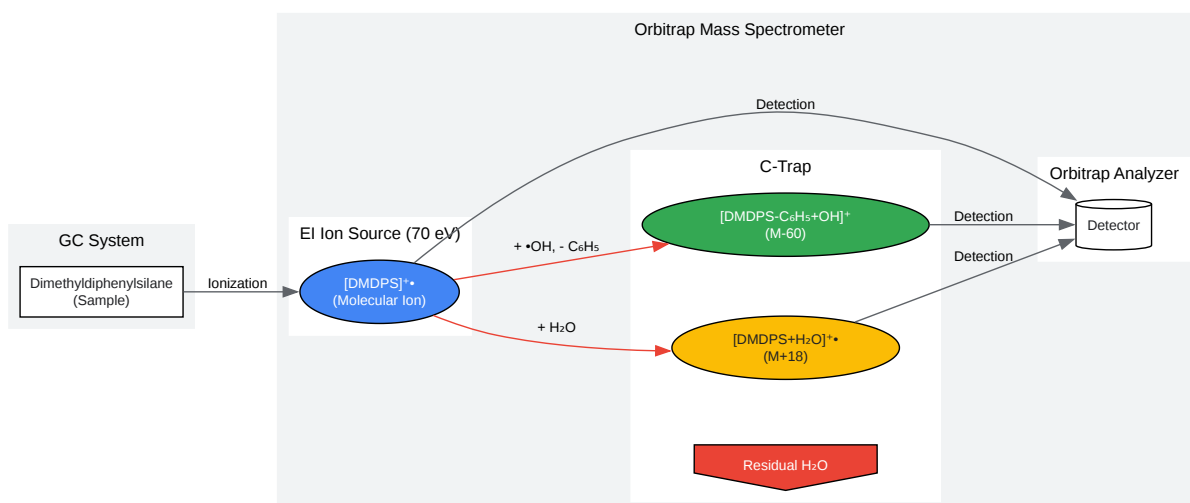 Orbitrap Mass Spectrometer
Detection
C-Trap
Orbitrap Analyzer
GC System
EI Ion Source (70 eV)
[DMDPS-C₆H₅+OH]⁺
(M-60)
Detection
Detector
+ •OH, - C₆H₅
Detection
Dimethyldiphenylsilane
(Sample)
Ionization
[DMDPS]⁺•
(Molecular Ion)
+ H₂O
[DMDPS+H₂O]⁺•
(M+18)
Residual H₂O